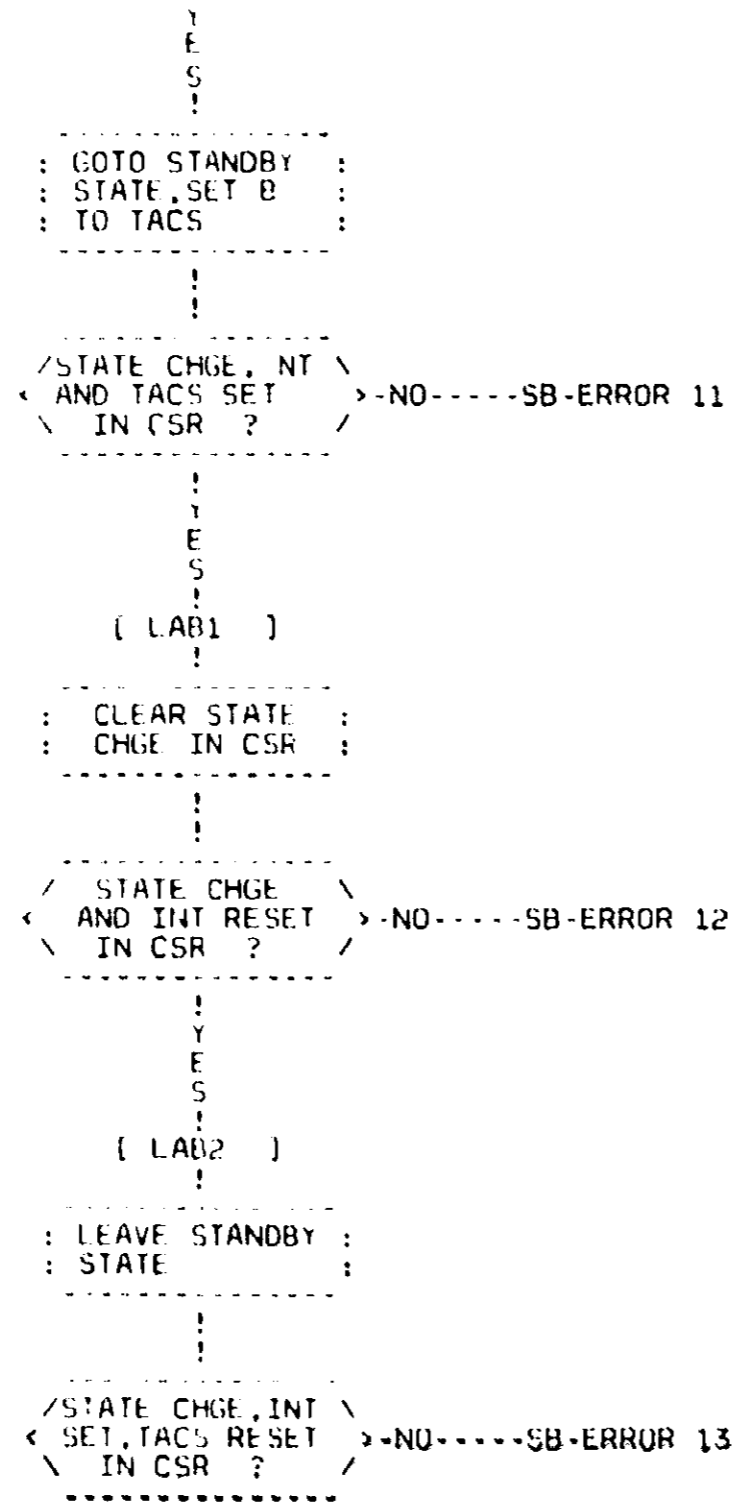 Y
E
S
!
---------------
: GOTO STANDBY :
: STATE,SET B :
: TO TACS :
---------------
!
!
---------------
/STATE CHGE, NT \
< AND TACS SET >-NO-----SB-ERROR 11
\ IN CSR ? /
---------------
!
Y
E
S
!
[ LAB1 ]
!
---------------
: CLEAR STATE :
: CHGE IN CSR :
---------------
!
!
---------------
/ STATE CHGE \
< AND INT RESET >-NO-----SB-ERROR 12
\ IN CSR ? /
---------------
!
Y
E
S
!
[ LAB2 ]
!
---------------
: LEAVE STANDBY :
: STATE :
---------------
!
!
---------------
/STATE CHGE,INT \
< SET,TACS RESET >-NO-----SB-ERROR 13
\ IN CSR ? /
---------------